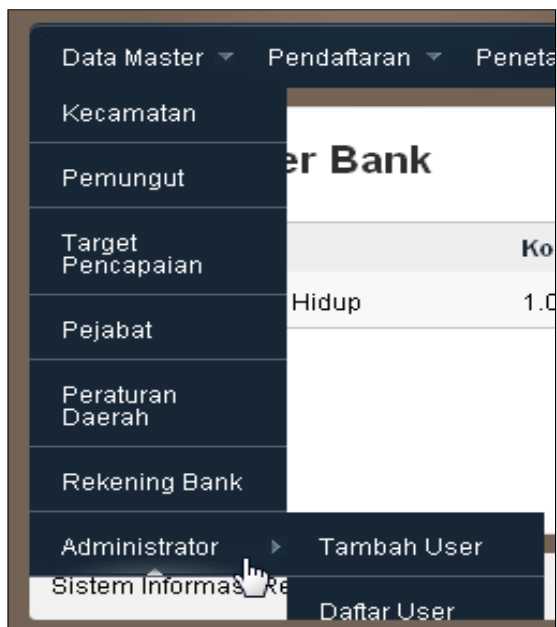 Data Master Pendaftaran
Kecamatan
er Bank
Pemungut
Target
Pencapaian
Hidup
Pejabat
Peraturan
Daerah
Rekening Bank
Administrator Tambah User
Sistem
Daftar User